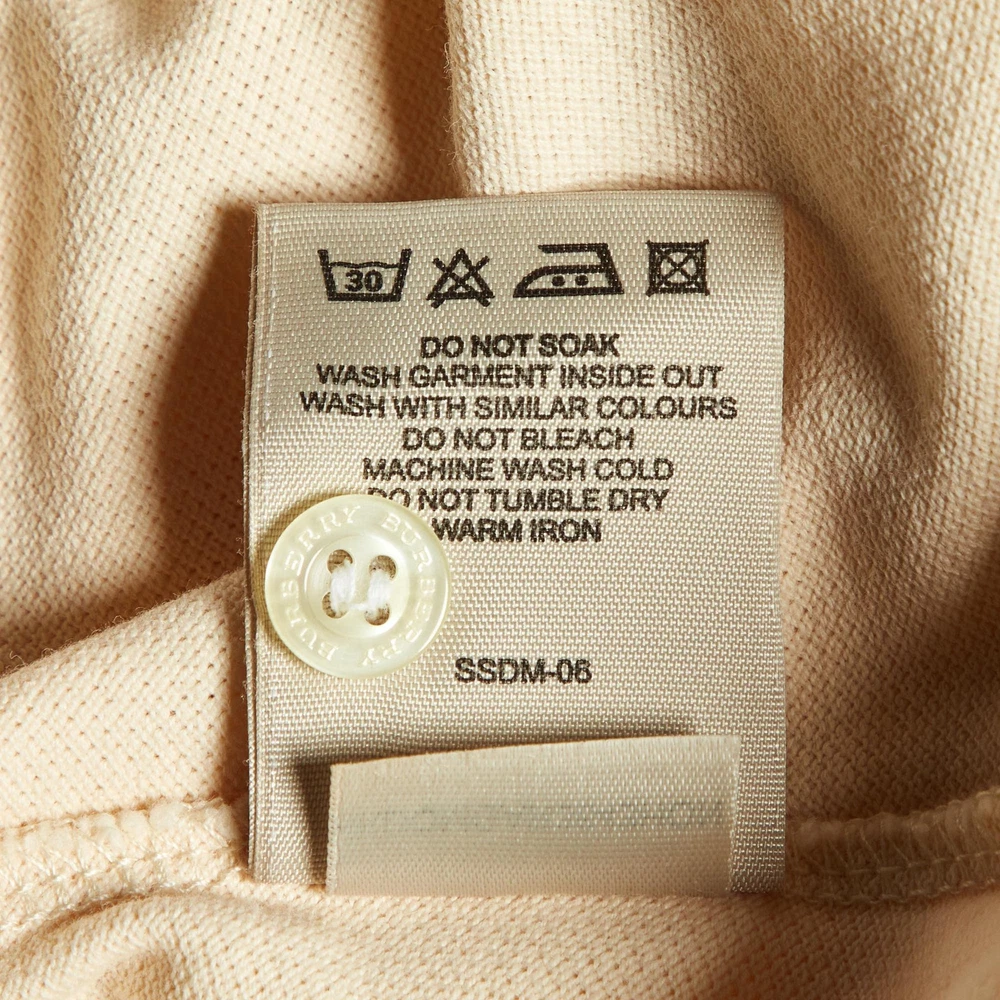 30
DO NOT SOAK
WASH GARMENT INSIDE OUT
WASH WITH SIMILAR COLOURS
DO NOT BLEACH
MACHINE WASH COLD
DO NOT TUMBLE DRY
WARM IRON
BURBERRY BURBERRY
SSDM-06